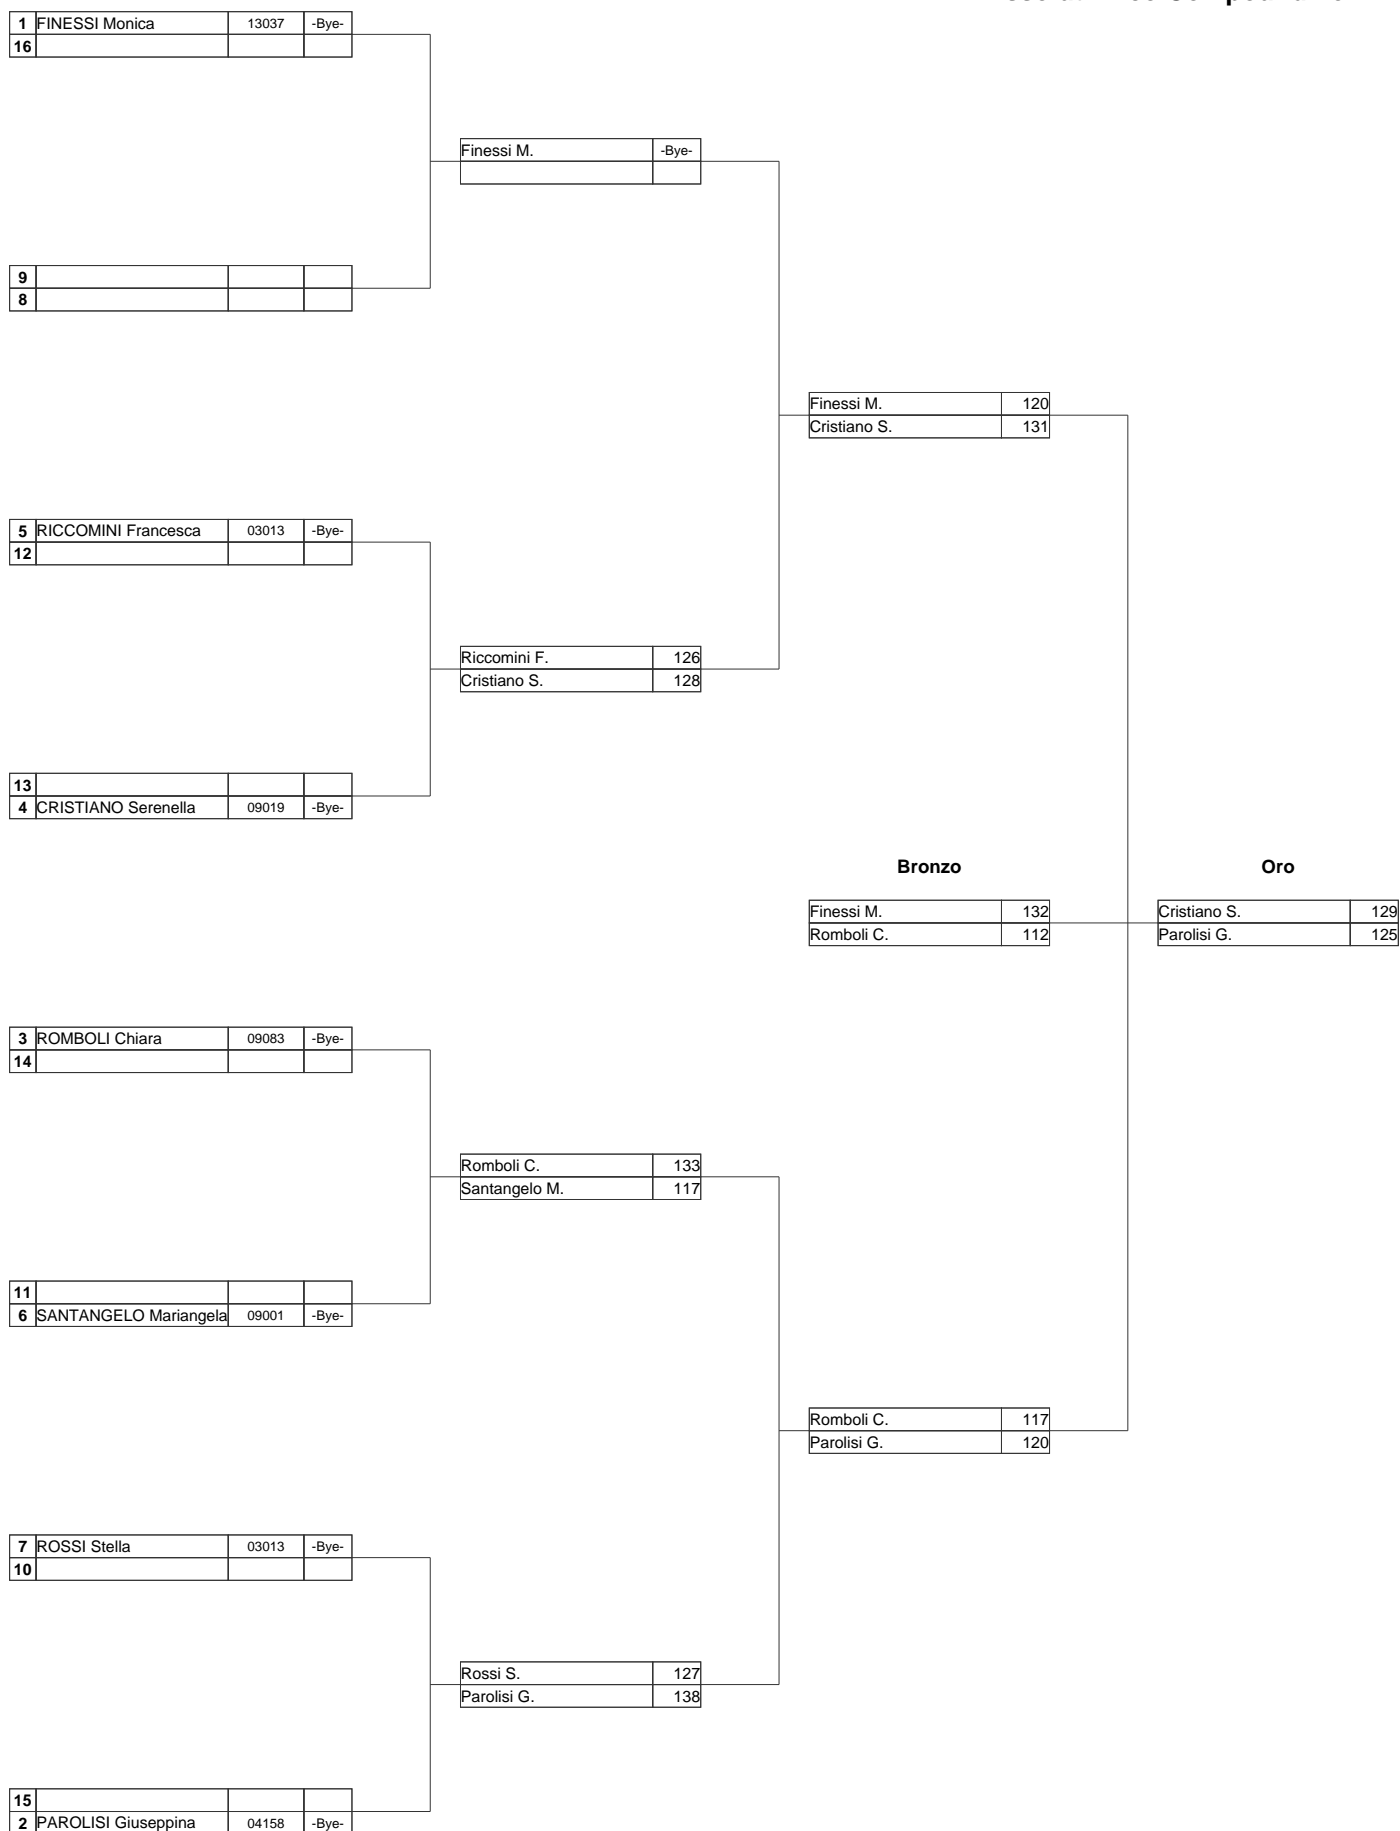 1 FINESSI Monica 13037 -Bye-
16
Finessi M. -Bye-
9
8
Finessi M. 120
Cristiano S. 131
5 RICCOMINI Francesca 03013 -Bye-
12
Riccomini F. 126
Cristiano S. 128
13
4 CRISTIANO Serenella 09019 -Bye-
Bronzo Oro
Finessi M. 132 Cristiano S. 129
Romboli C. 112 Parolisi G. 125
3 ROMBOLI Chiara 09083 -Bye-
14
Romboli C. 133
Santangelo M. 117
11
6 SANTANGELO Mariangela 09001 -Bye-
Romboli C. 117
Parolisi G. 120
7 ROSSI Stella 03013 -Bye-
10
Rossi S. 127
Parolisi G. 138
15
2 PAROLISI Giuseppina 04158 -Bye-